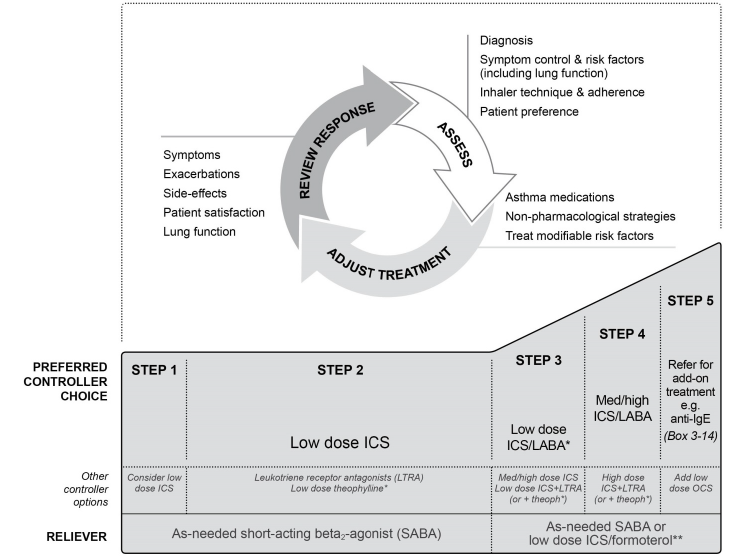 Diagnosis
Symptom control & risk factors
(including lung function)
Inhaler technique & adherence
Patient preference
REVIEW RESPONSE
ASSESS
ADJUST TREATMENT
Symptoms
Exacerbations
Side-effects
Patient satisfaction
Lung function
Asthma medications
Non-pharmacological strategies
Treat modifiable risk factors
PREFERRED
CONTROLLER
CHOICE
STEP 1
STEP 2
Low dose ICS
STEP 3
Low dose
ICS/LABA*
STEP 4
Med/high
ICS/LABA
STEP 5
Refer for
add-on
treatment
e.g.
anti-IgE
(Box 3-14)
Other
controller
options
Consider low
dose ICS
Leukotriene receptor antagonists (LTRA)
Low dose theophylline*
Med/high dose ICS
Low dose ICS+LTRA
(or + theoph*)
High dose
ICS+LTRA
(or + theoph*)
Add low
dose OCS
RELIEVER
As-needed short-acting beta₂-agonist (SABA)
As-needed SABA or
low dose ICS/formoterol**